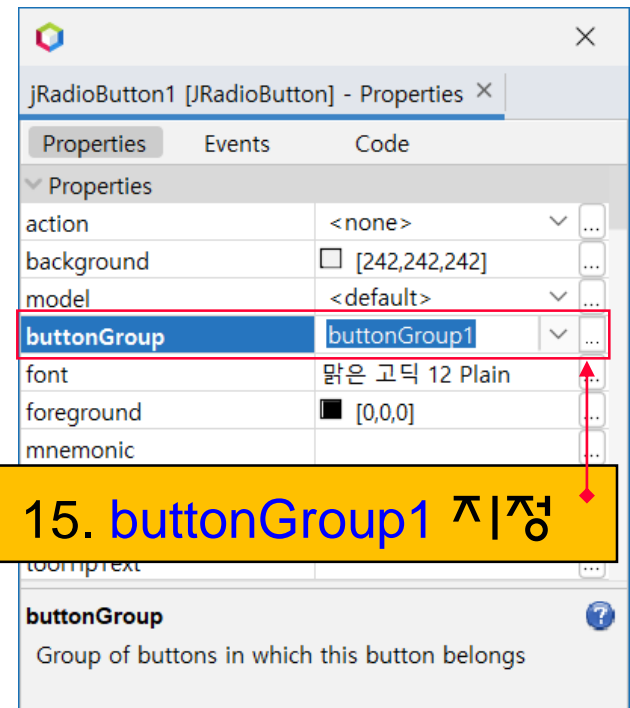 jRadioButton1 [JRadioButton] - Properties ×
Properties Events Code
Properties
action <none> ...
background [242,242,242] ...
model <default> ...
buttonGroup buttonGroup1 ...
font 맑은 고딕 12 Plain ...
foreground [0,0,0] ...
mnemonic ...
15. buttonGroup1 지정
toolTipText ...
buttonGroup ?
Group of buttons in which this button belongs